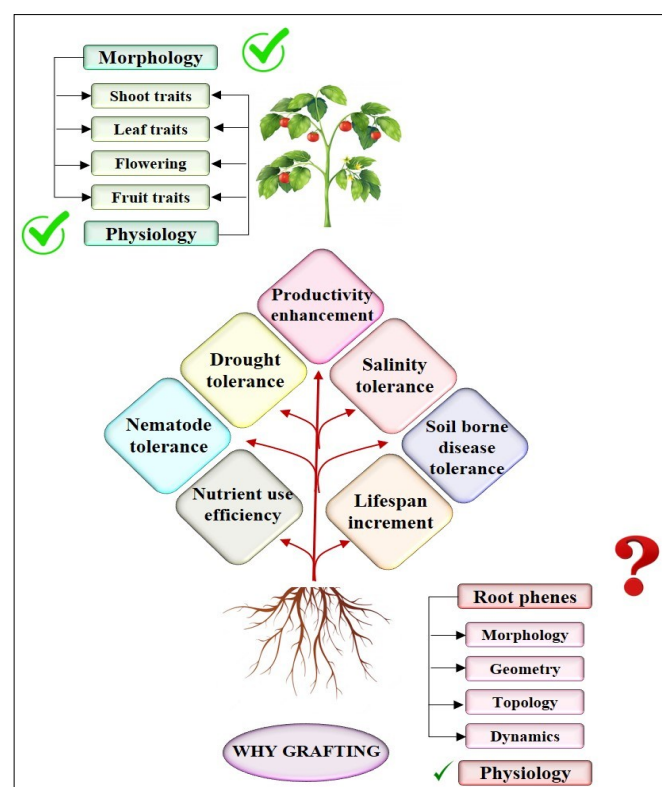 Morphology
Shoot traits
Leaf traits
Flowering
Fruit traits
Physiology
Productivity
enhancement
Drought
tolerance
Salinity
tolerance
Nematode
tolerance
Soil borne
disease
tolerance
Nutrient use
efficiency
Lifespan
increment
?
Root phenes
Morphology
Geometry
Topology
Dynamics
Physiology
WHY GRAFTING